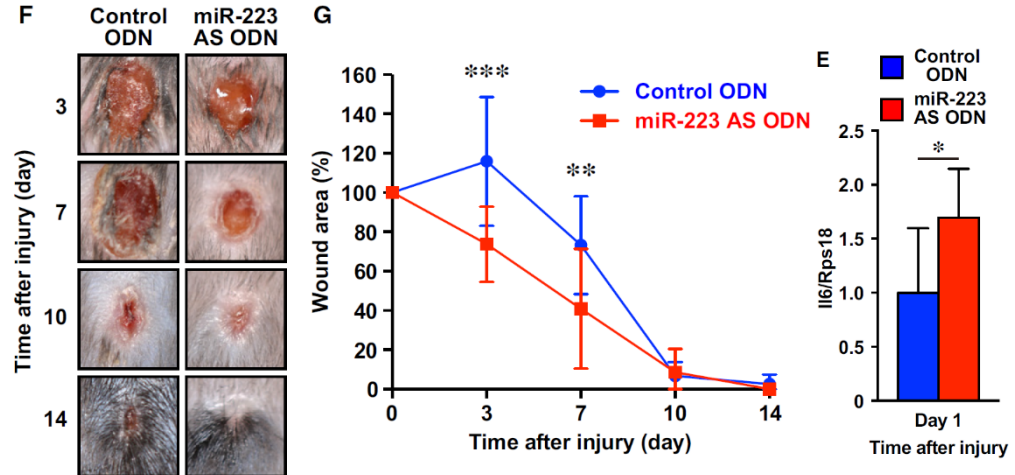 F
Control
ODN
miR-223
AS ODN
Time after injury (day)
3
7
10
14
G
Wound area (%)
160
140
120
100
80
60
40
20
0
***
**
Control ODN
miR-223 AS ODN
0
3
7
10
14
Time after injury (day)
E
Control
ODN
miR-223
AS ODN
Il6/Rps18
2.5
2.0
1.5
1.0
0.5
0
*
Day 1
Time after injury